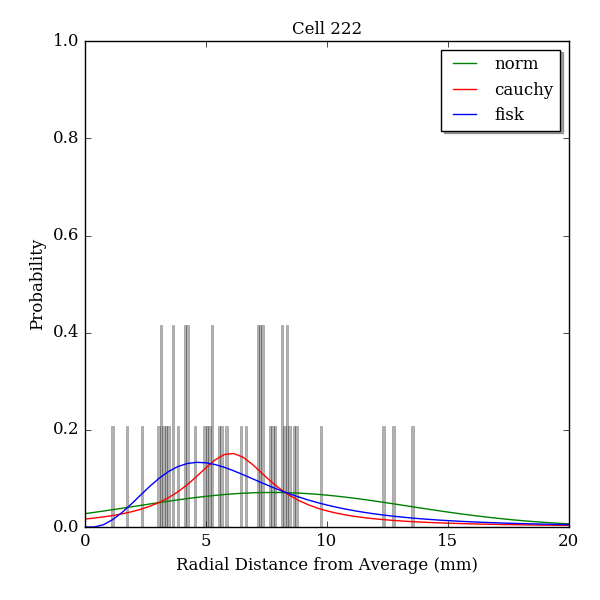 Cell 222
1.0
0.8
0.6
0.4
0.2
0.0
Probability
norm
cauchy
fisk
0 5 10 15 20
Radial Distance from Average (mm)